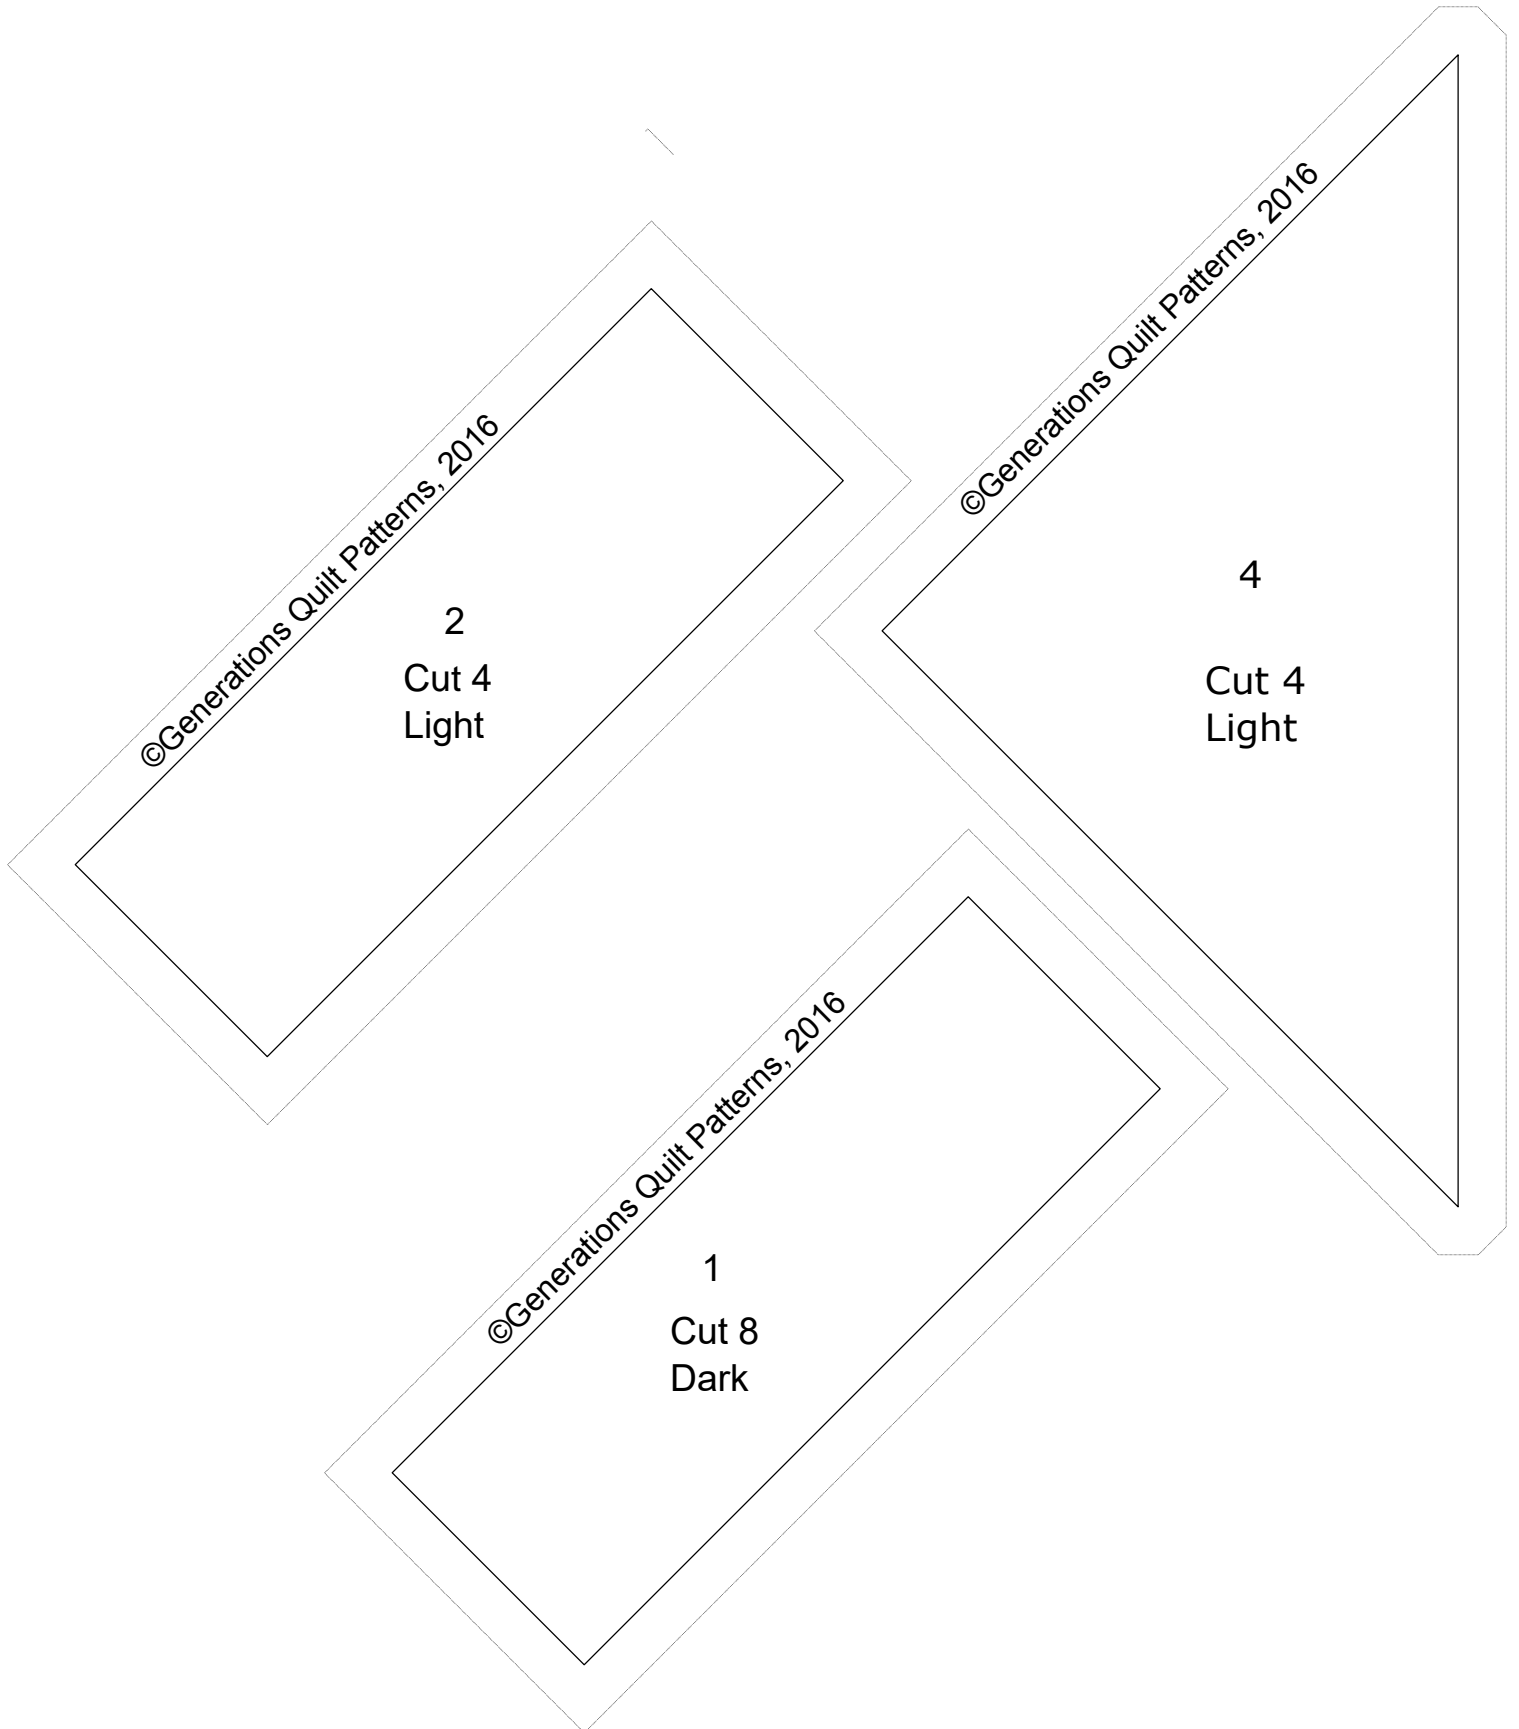 ©Generations Quilt Patterns, 2016
2
Cut 4
Light
©Generations Quilt Patterns, 2016
4
Cut 4
Light
©Generations Quilt Patterns, 2016
1
Cut 8
Dark